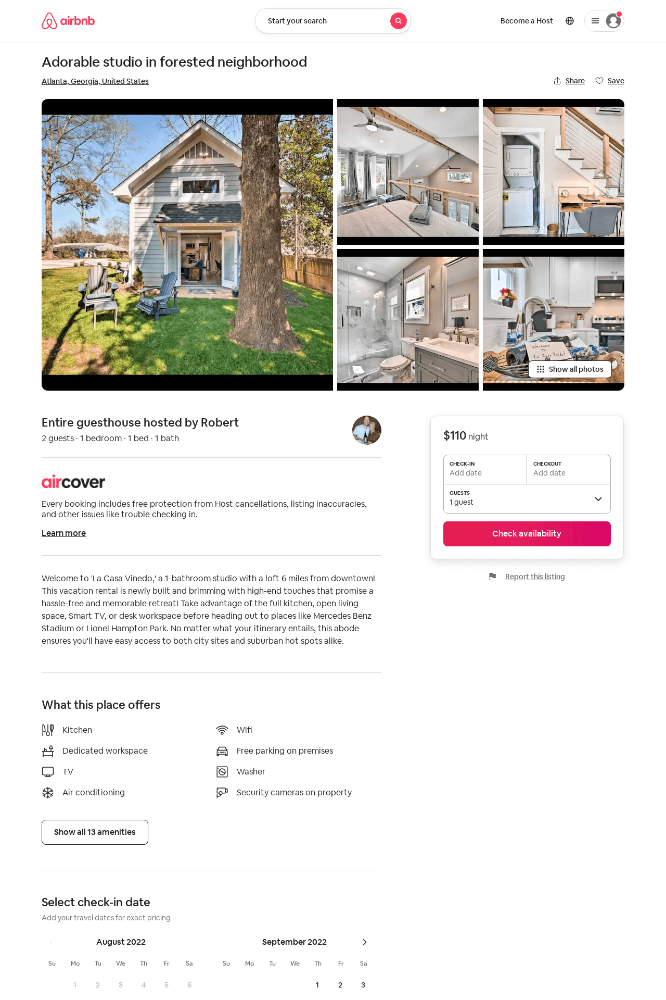 airbnb
Start your search
Become a Host
Adorable studio in forested neighborhood
Atlanta, Georgia, United States
Share
Save
Welcome
To
La Casa Vinedo!
Show all photos
Entire guesthouse hosted by Robert
2 guests · 1 bedroom · 1 bed · 1 bath
$110 night
CHECK-IN
Add date
CHECKOUT
Add date
GUESTS
1 guest
Check availability
Report this listing
aircover
Every booking includes free protection from Host cancellations, listing inaccuracies,
and other issues like trouble checking in.
Learn more
Welcome to 'La Casa Vinedo,' a 1-bathroom studio with a loft 6 miles from downtown!
This vacation rental is newly built and brimming with high-end touches that promise a
hassle-free and memorable retreat! Take advantage of the full kitchen, open living
space, Smart TV, or desk workspace before heading out to places like Mercedes Benz
Stadium or Lionel Hampton Park. No matter what your itinerary entails, this abode
ensures you'll have easy access to both city sites and suburban hot spots alike.
What this place offers
Kitchen
Wifi
Dedicated workspace
Free parking on premises
TV
Washer
Air conditioning
Security cameras on property
Show all 13 amenities
Select check-in date
Add your travel dates for exact pricing
August 2022
September 2022
Su Mo Tu We Th Fr Sa
Su Mo Tu We Th Fr Sa
1 2 3 4 5 6
1 2 3